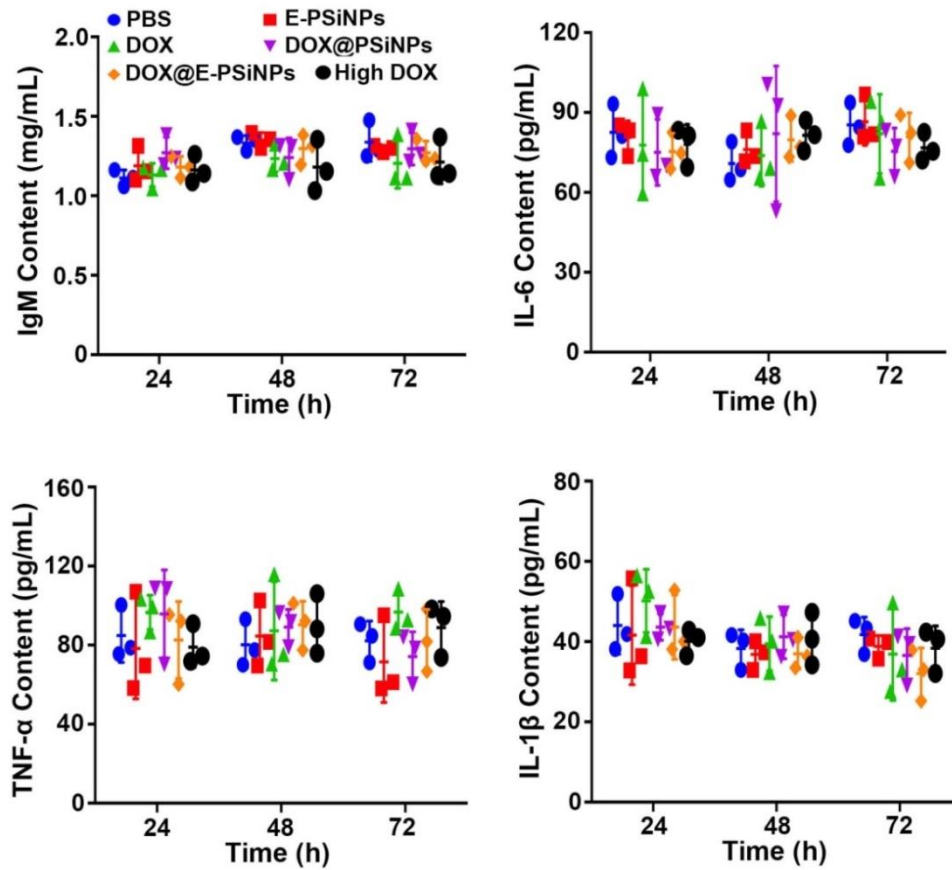 PBS
E-PSiNPs
DOX
DOX@PSiNPs
DOX@E-PSiNPs
High DOX
IgM Content (mg/mL)
2.0
1.5
1.0
0.5
0
24
48
72
Time (h)
IL-6 Content (pg/mL)
120
90
60
30
0
24
48
72
Time (h)
TNF-α Content (pg/mL)
160
120
80
40
0
24
48
72
Time (h)
IL-1β Content (pg/mL)
80
60
40
20
0
24
48
72
Time (h)